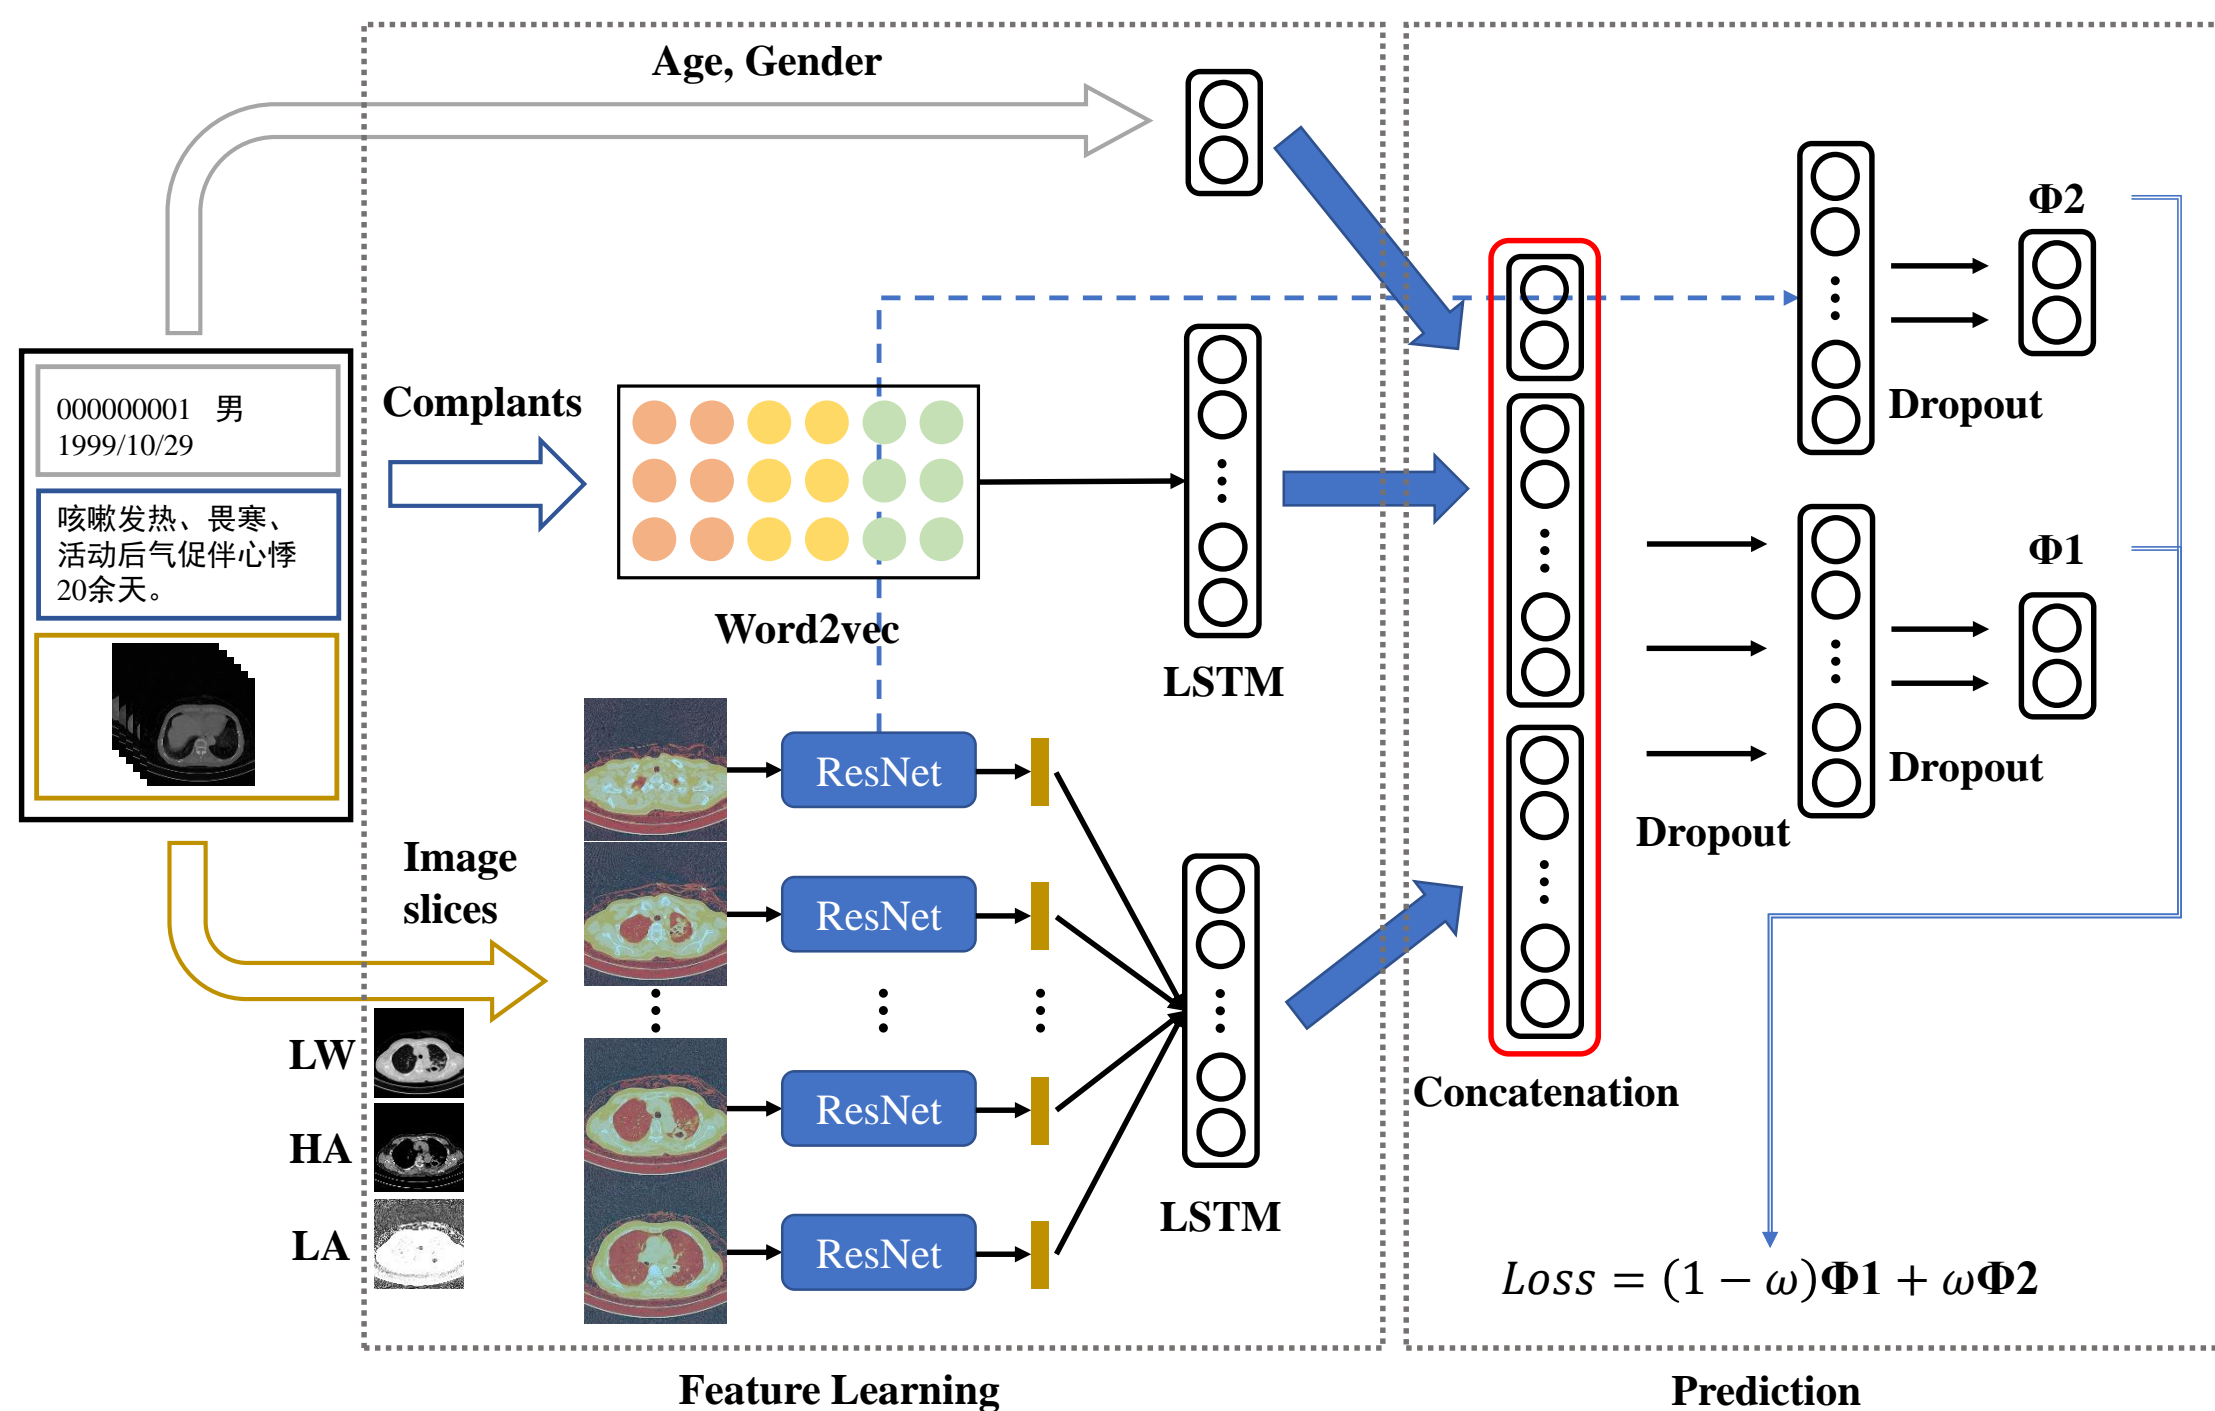 Age, Gender
000000001 男
1999/10/29
咳嗽发热、畏寒、
活动后气促伴心悸
20余天。
Complants
Word2vec
LSTM
Image
slices
LW
HA
LA
ResNet
ResNet
ResNet
ResNet
LSTM
Feature Learning
Concatenation
Dropout
Φ2
Dropout
Φ1
Dropout
Loss = (1 − ω)Φ1 + ωΦ2
Prediction